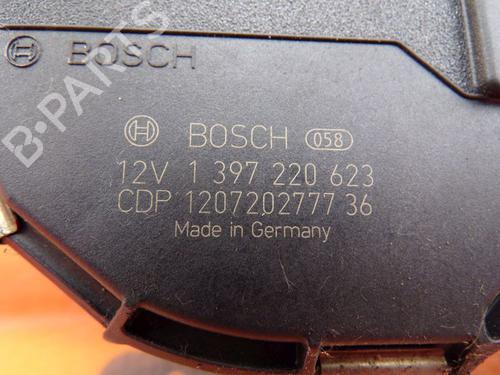 BOSCH
BOSCH 058
12V 1 397 220 623
CDP 1207202777 36
Made in Germany
B-PARTS